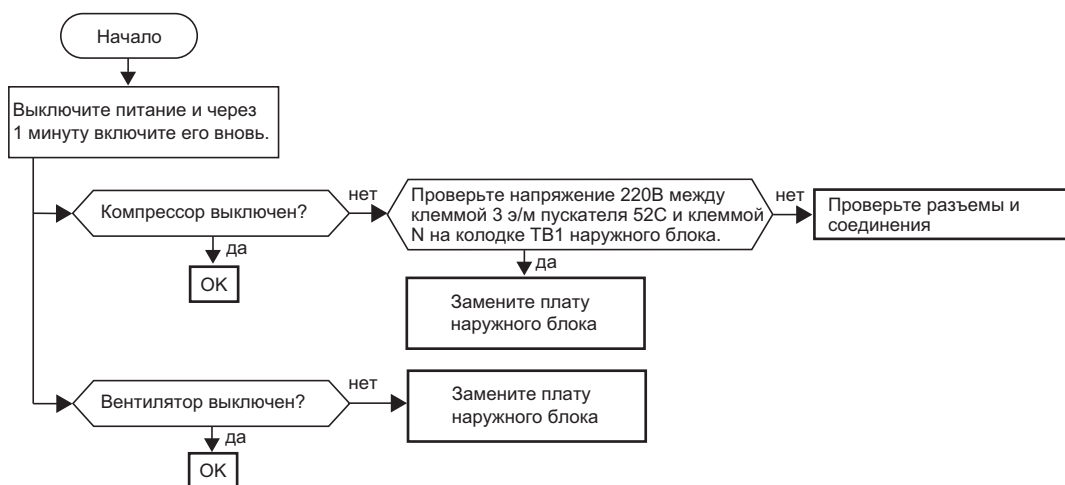 Начало
Выключите питание и через
1 минуту включите его вновь.
Компрессор выключен?
нет
Проверьте напряжение 220В между
клеммой 3 э/м пускателя 52С и клеммой
N на колодке ТВ1 наружного блока.
нет
Проверьте разъемы и
соединения
да
OK
да
Замените плату
наружного блока
Вентилятор выключен?
нет
Замените плату
наружного блока
да
OK